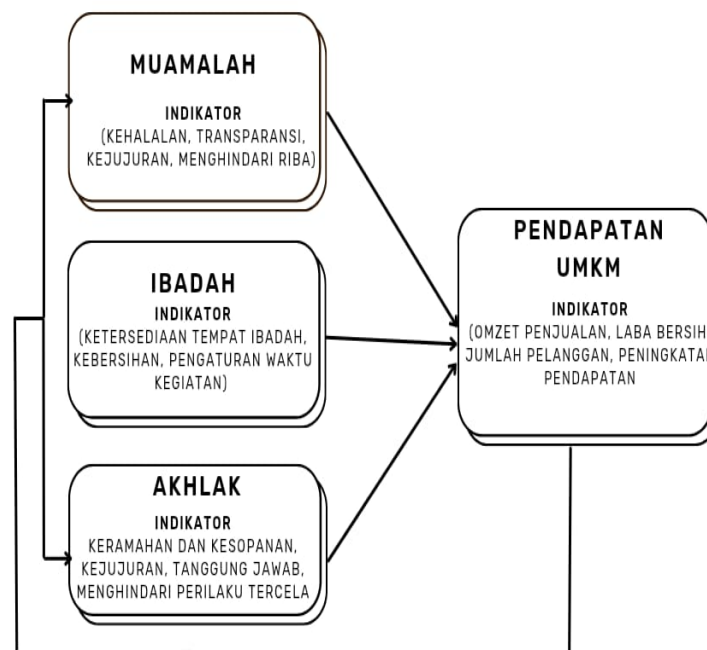 MUAMALAH
INDIKATOR
(KEHALALAN, TRANSPARANSI,
KEJUJURAN, MENGHINDARI RIBA)
IBADAH
INDIKATOR
(KETERSEDIAAN TEMPAT IBADAH,
KEBERSIHAN, PENGATURAN WAKTU
KEGIATAN)
AKHLAK
INDIKATOR
KERAMAHAN DAN KESOPANAN,
KEJUJURAN, TANGGUNG JAWAB,
MENGHINDARI PERILAKU TERCELA
PENDAPATAN
UMKM
INDIKATOR
(OMZET PENJUALAN, LABA BERSIH
JUMLAH PELANGGAN, PENINGKATAN
PENDAPATAN